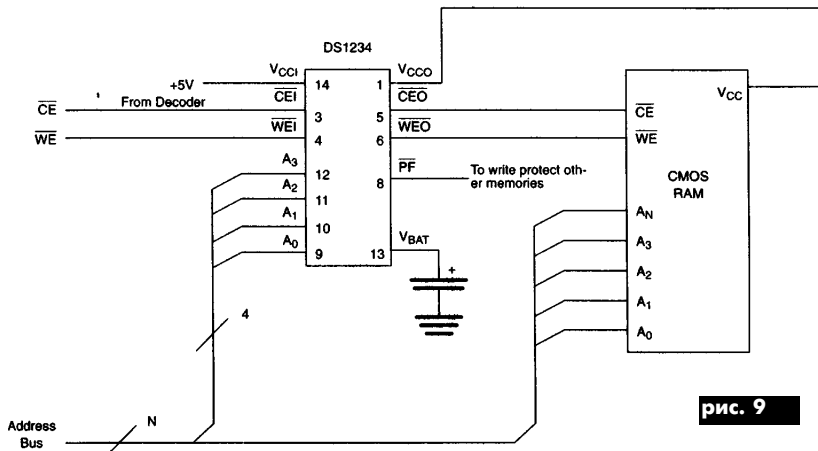 DS1234
+5V
VCCI
14
1
VCCO
CE
From Decoder
CEI
3
5
CEO
CE
WE
WEI
4
6
WEO
WE
A3
12
A2
11
A1
10
A0
9
PF
8
To write protect oth-
er memories
VBAT
13
+
VCC
CMOS
RAM
AN
A3
A2
A1
A0
4
N
Address
Bus
рис. 9